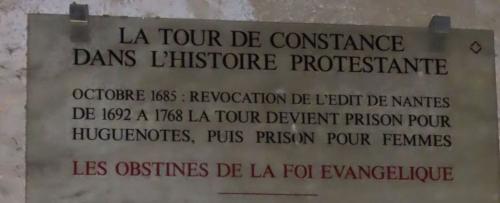 LA TOUR DE CONSTANCE
DANS L'HISTOIRE PROTESTANTE
OCTOBRE 1685 : REVOCATION DE L'EDIT DE NANTES
DE 1692 A 1768 LA TOUR DEVIENT PRISON POUR
HUGUENOTES, PUIS PRISON POUR FEMMES
LES OBSTINES DE LA FOI EVANGELIQUE